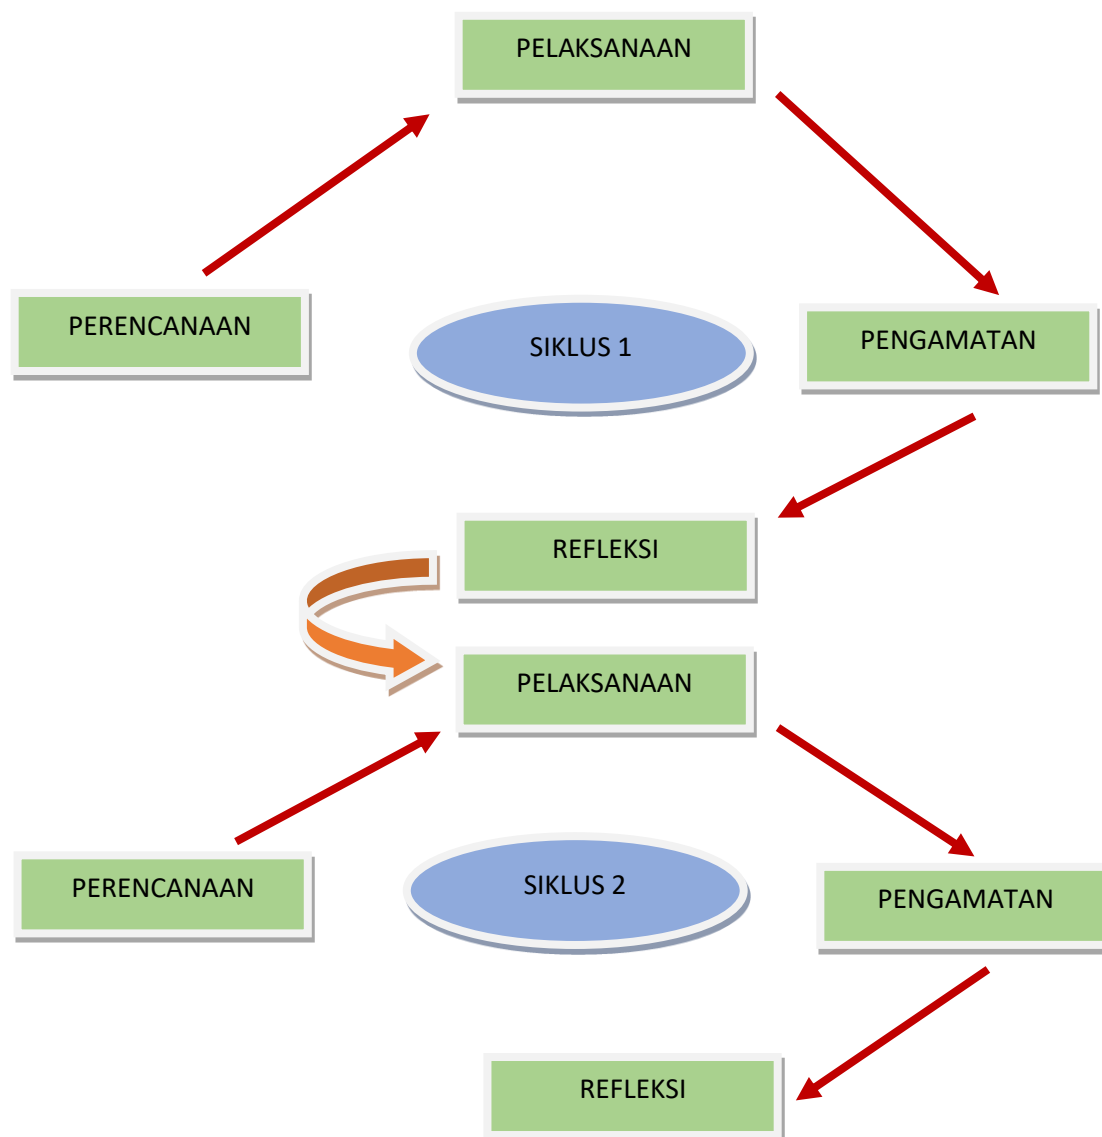 PELAKSANAAN
PERENCANAAN
SIKLUS 1
PENGAMATAN
REFLEKSI
PELAKSANAAN
PERENCANAAN
SIKLUS 2
PENGAMATAN
REFLEKSI